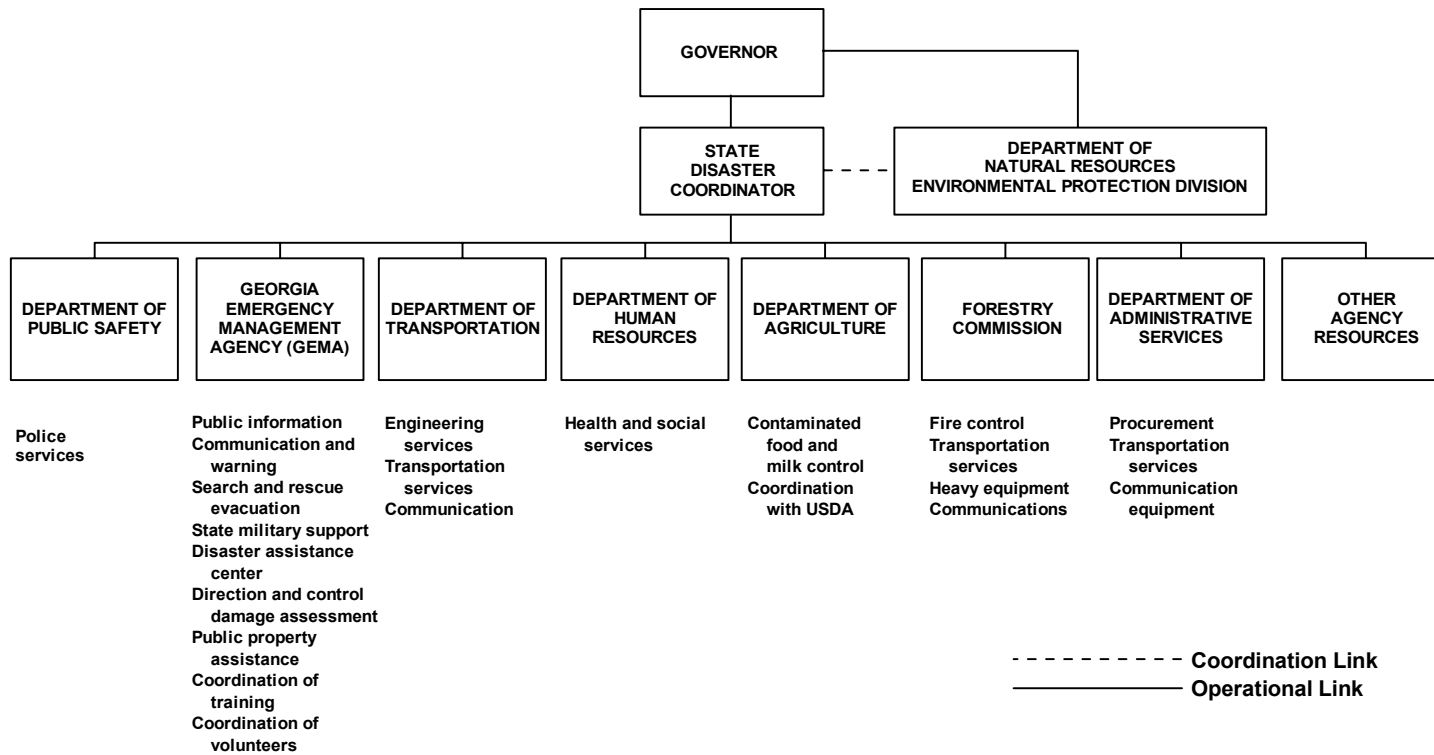 GOVERNOR
STATE
DISASTER
COORDINATOR
DEPARTMENT OF
NATURAL RESOURCES
ENVIRONMENTAL PROTECTION DIVISION
DEPARTMENT OF
PUBLIC SAFETY
GEORGIA
EMERGENCY
MANAGEMENT
AGENCY (GEMA)
DEPARTMENT OF
TRANSPORTATION
DEPARTMENT OF
HUMAN
RESOURCES
DEPARTMENT OF
AGRICULTURE
FORESTRY
COMMISSION
DEPARTMENT OF
ADMINISTRATIVE
SERVICES
OTHER
AGENCY
RESOURCES
Police
services
Public information
Communication and
warning
Search and rescue
evacuation
State military support
Disaster assistance
center
Direction and control
damage assessment
Public property
assistance
Coordination of
training
Coordination of
volunteers
Engineering
services
Transportation
services
Communication
Health and social
services
Contaminated
food and
milk control
Coordination
with USDA
Fire control
Transportation
services
Heavy equipment
Communications
Procurement
Transportation
services
Communication
equipment
Coordination Link
Operational Link